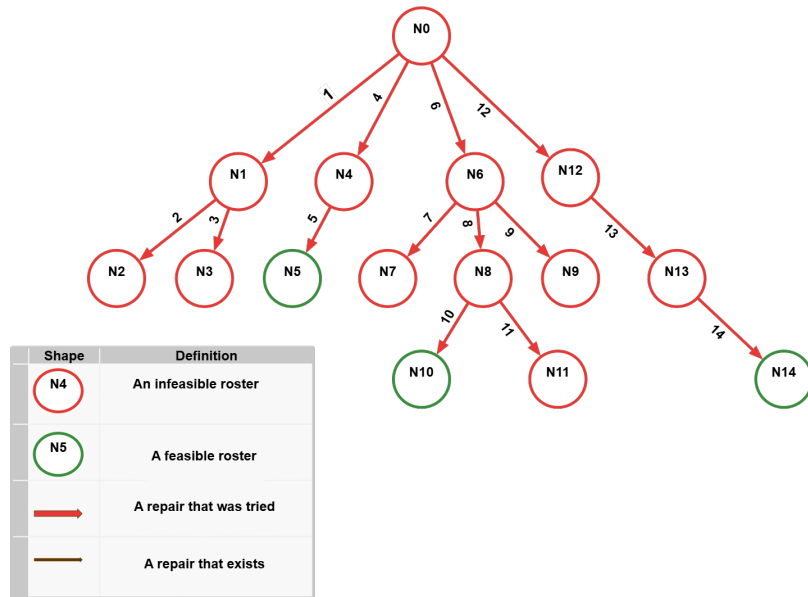 N0
1
4
6
12
N1
N4
N6
N12
2
3
5
7
8
9
13
N2
N3
N5
N7
N8
N9
N13
10
11
14
N10
N11
N14
Shape Definition
N4 An infeasible roster
N5 A feasible roster
A repair that was tried
A repair that exists